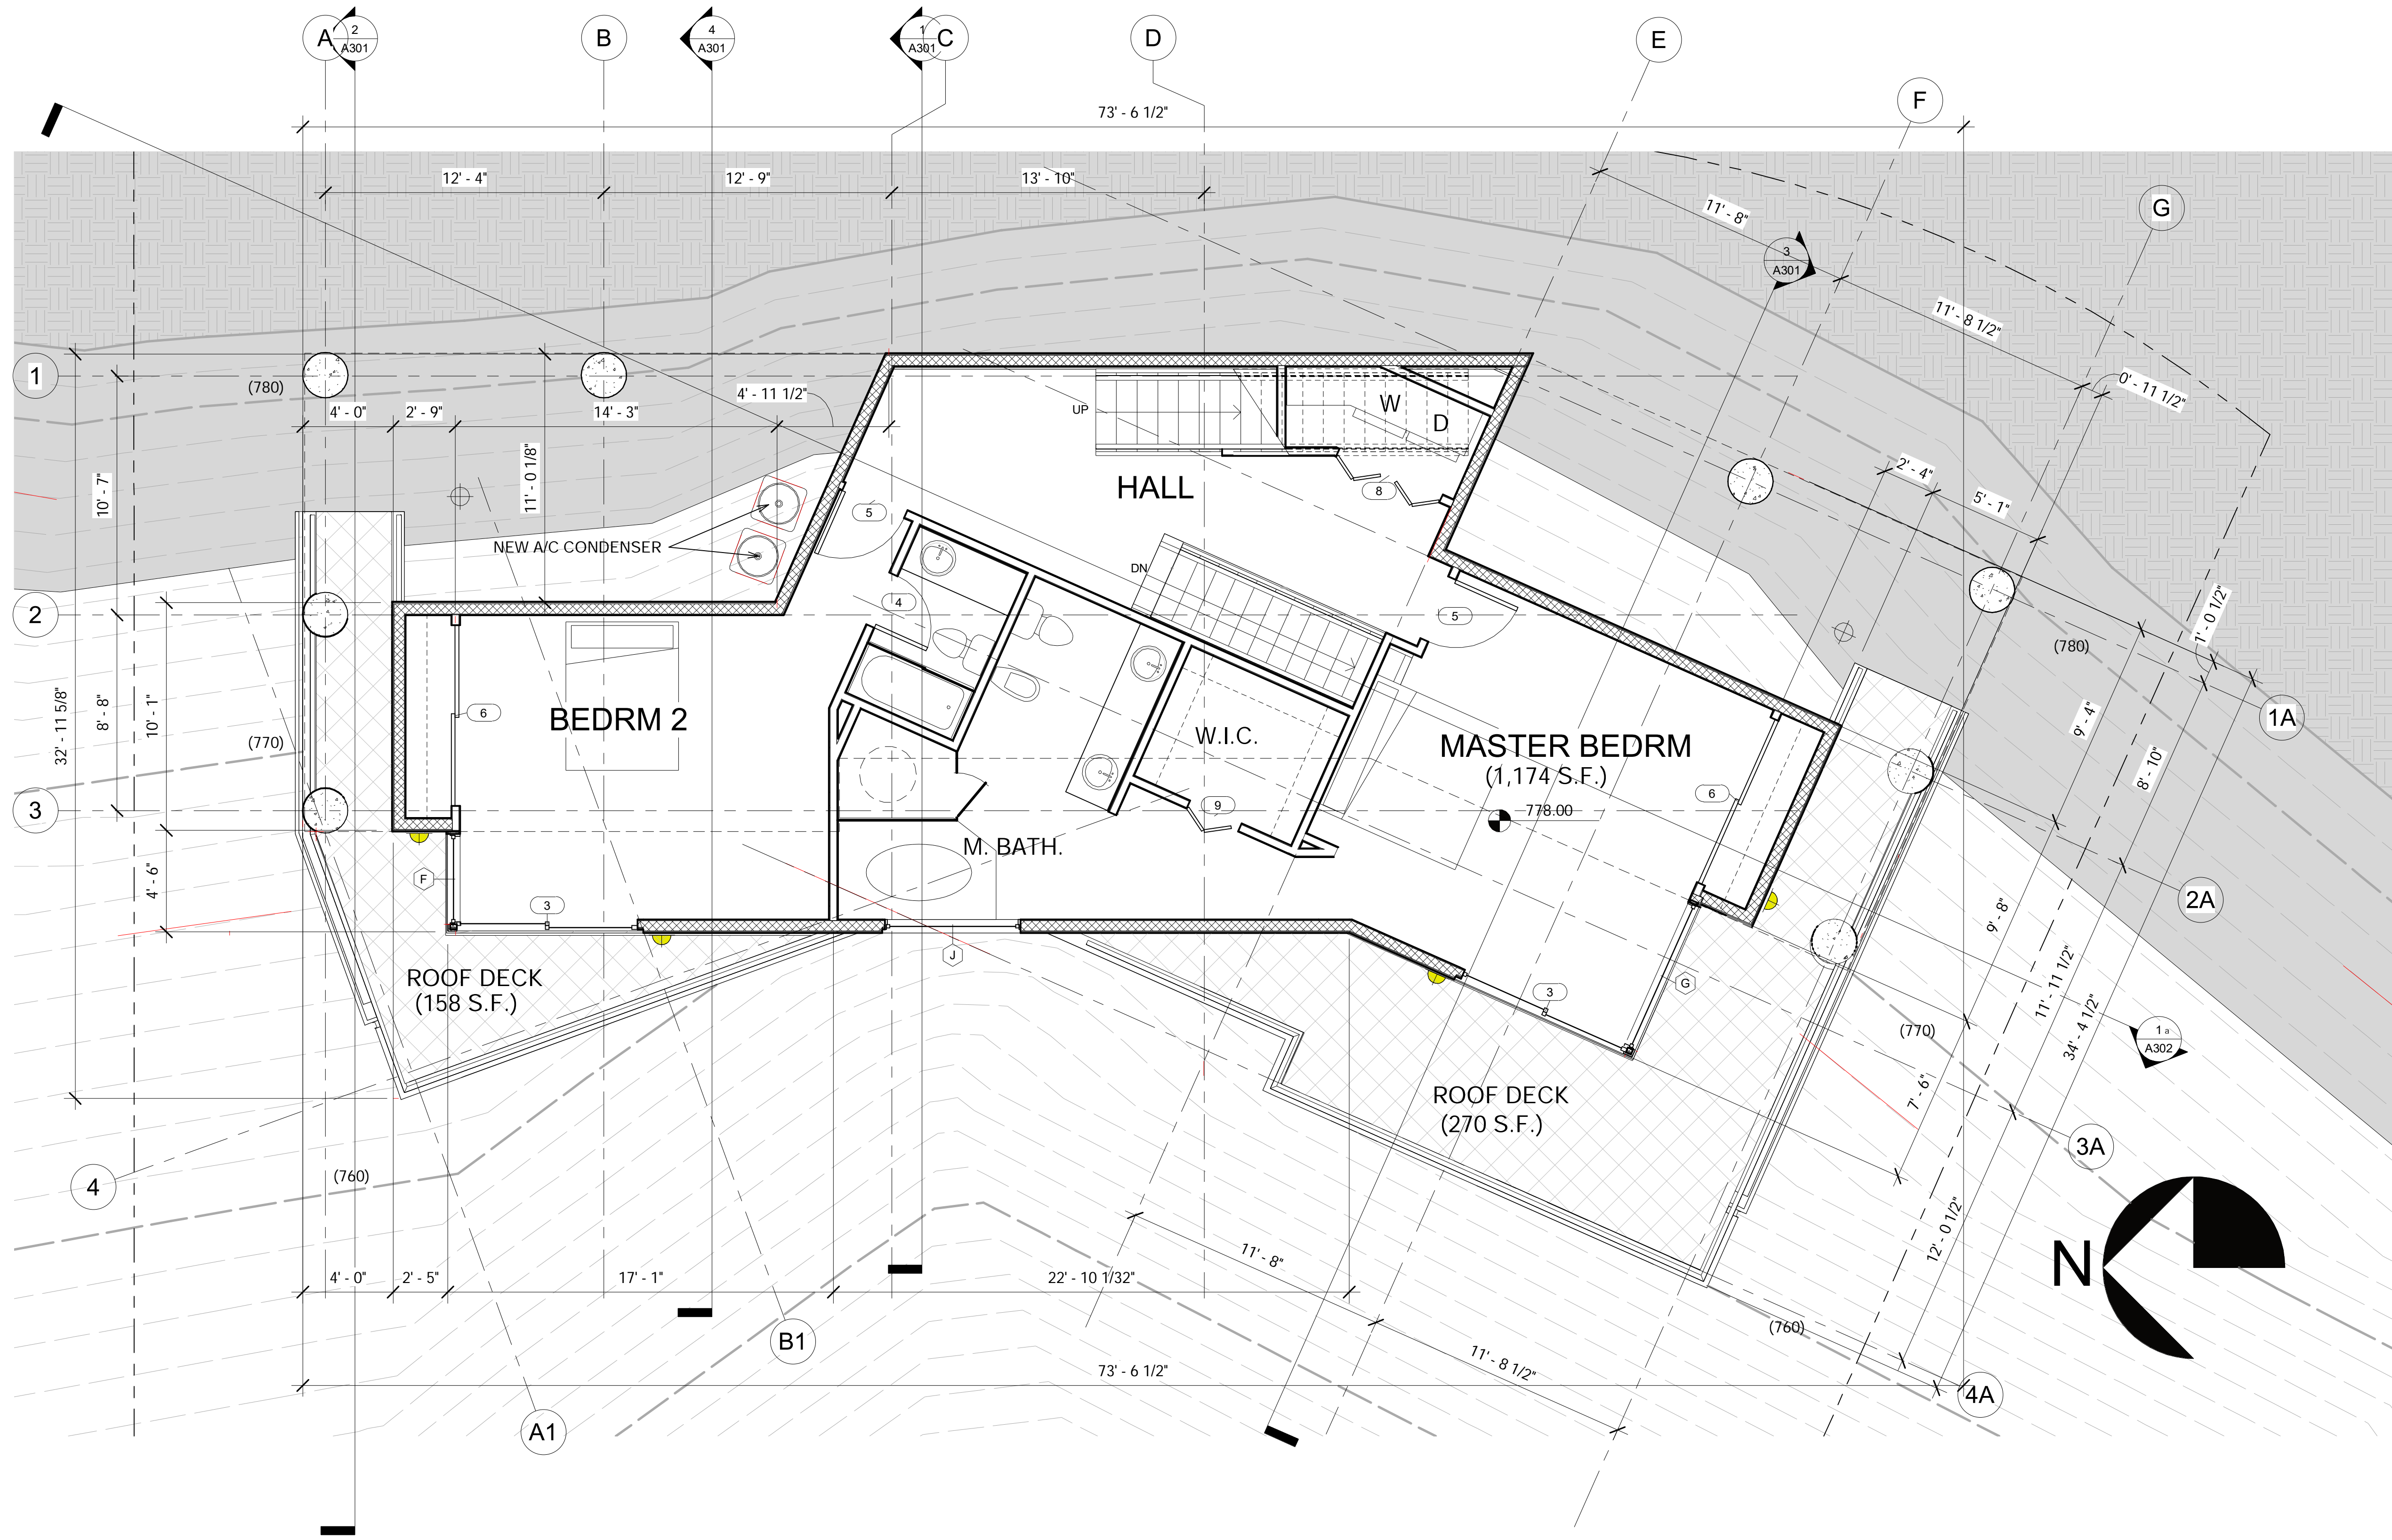 A
2
A301
B
4
A301
1
A301
C
D
E
F
G
73' - 6 1/2"
12' - 4"
12' - 9"
13' - 10"
11' - 8"
3
A301
11' - 8 1/2"
0' - 11 1/2"
1
(780)
4' - 0"
2' - 9"
14' - 3"
4' - 11 1/2"
UP
W
D
10' - 7"
11' - 0 1/8"
HALL
8
2' - 4"
5' - 1"
5
NEW A/C CONDENSER
DN
4
5
2
1' - 0 1/2"
(780)
32' - 11 5/8"
8' - 8"
10' - 1"
(770)
6
BEDRM 2
W.I.C.
MASTER BEDRM
(1,174 S.F.)
9' - 4"
1A
8' - 10"
3
9
778.00
6
M. BATH.
4' - 6"
F
3
2A
9' - 8"
J
ROOF DECK
(158 S.F.)
3
G
11' - 11 1/2"
(770)
34' - 4 1/2"
1 a
A302
ROOF DECK
(270 S.F.)
7' - 6"
3A
4
(760)
12' - 0 1/2"
N
11' - 8"
4' - 0"
2' - 5"
17' - 1"
22' - 10 1/32"
(760)
B1
11' - 8 1/2"
73' - 6 1/2"
4A
A1